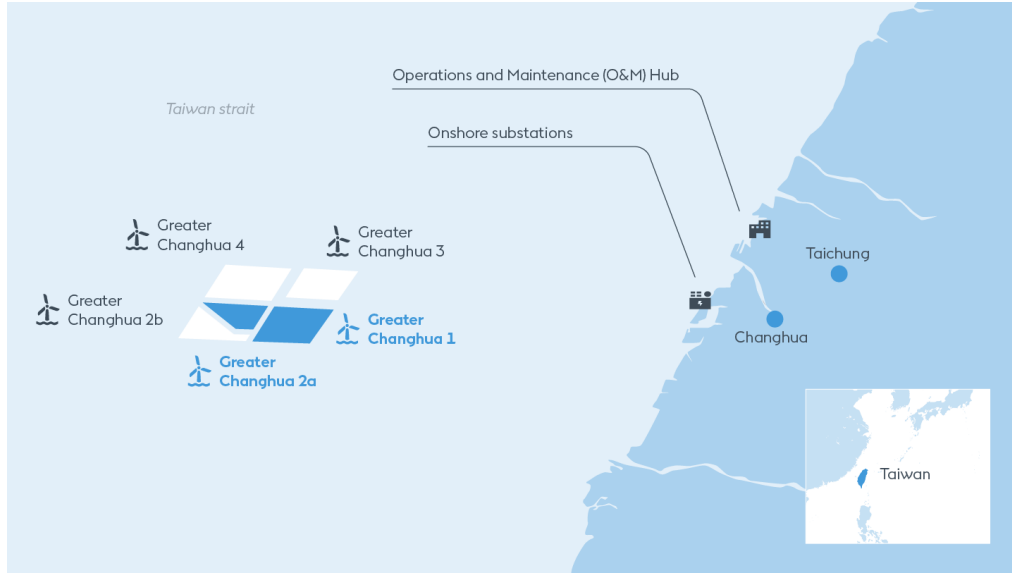 Operations and Maintenance (O&M) Hub
Taiwan strait
Onshore substations
Greater
Changhua 4
Greater
Changhua 3
Taichung
Greater
Changhua 2b
Greater
Changhua 1
Changhua
Greater
Changhua 2a
Taiwan